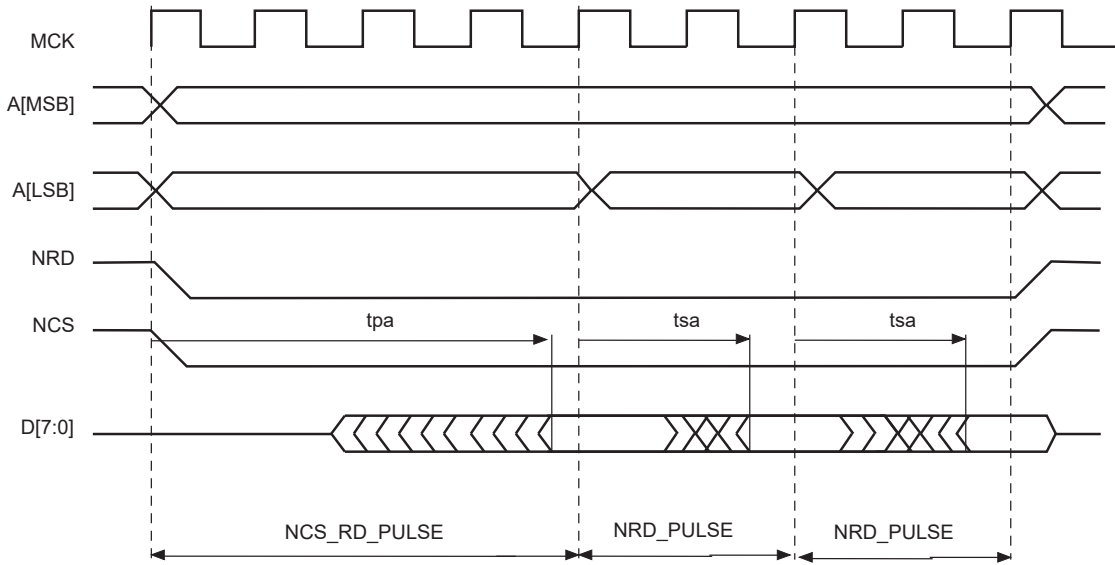 MCK
A[MSB]
A[LSB]
NRD
NCS
tpa
tsa
tsa
D[7:0]
NCS_RD_PULSE
NRD_PULSE
NRD_PULSE